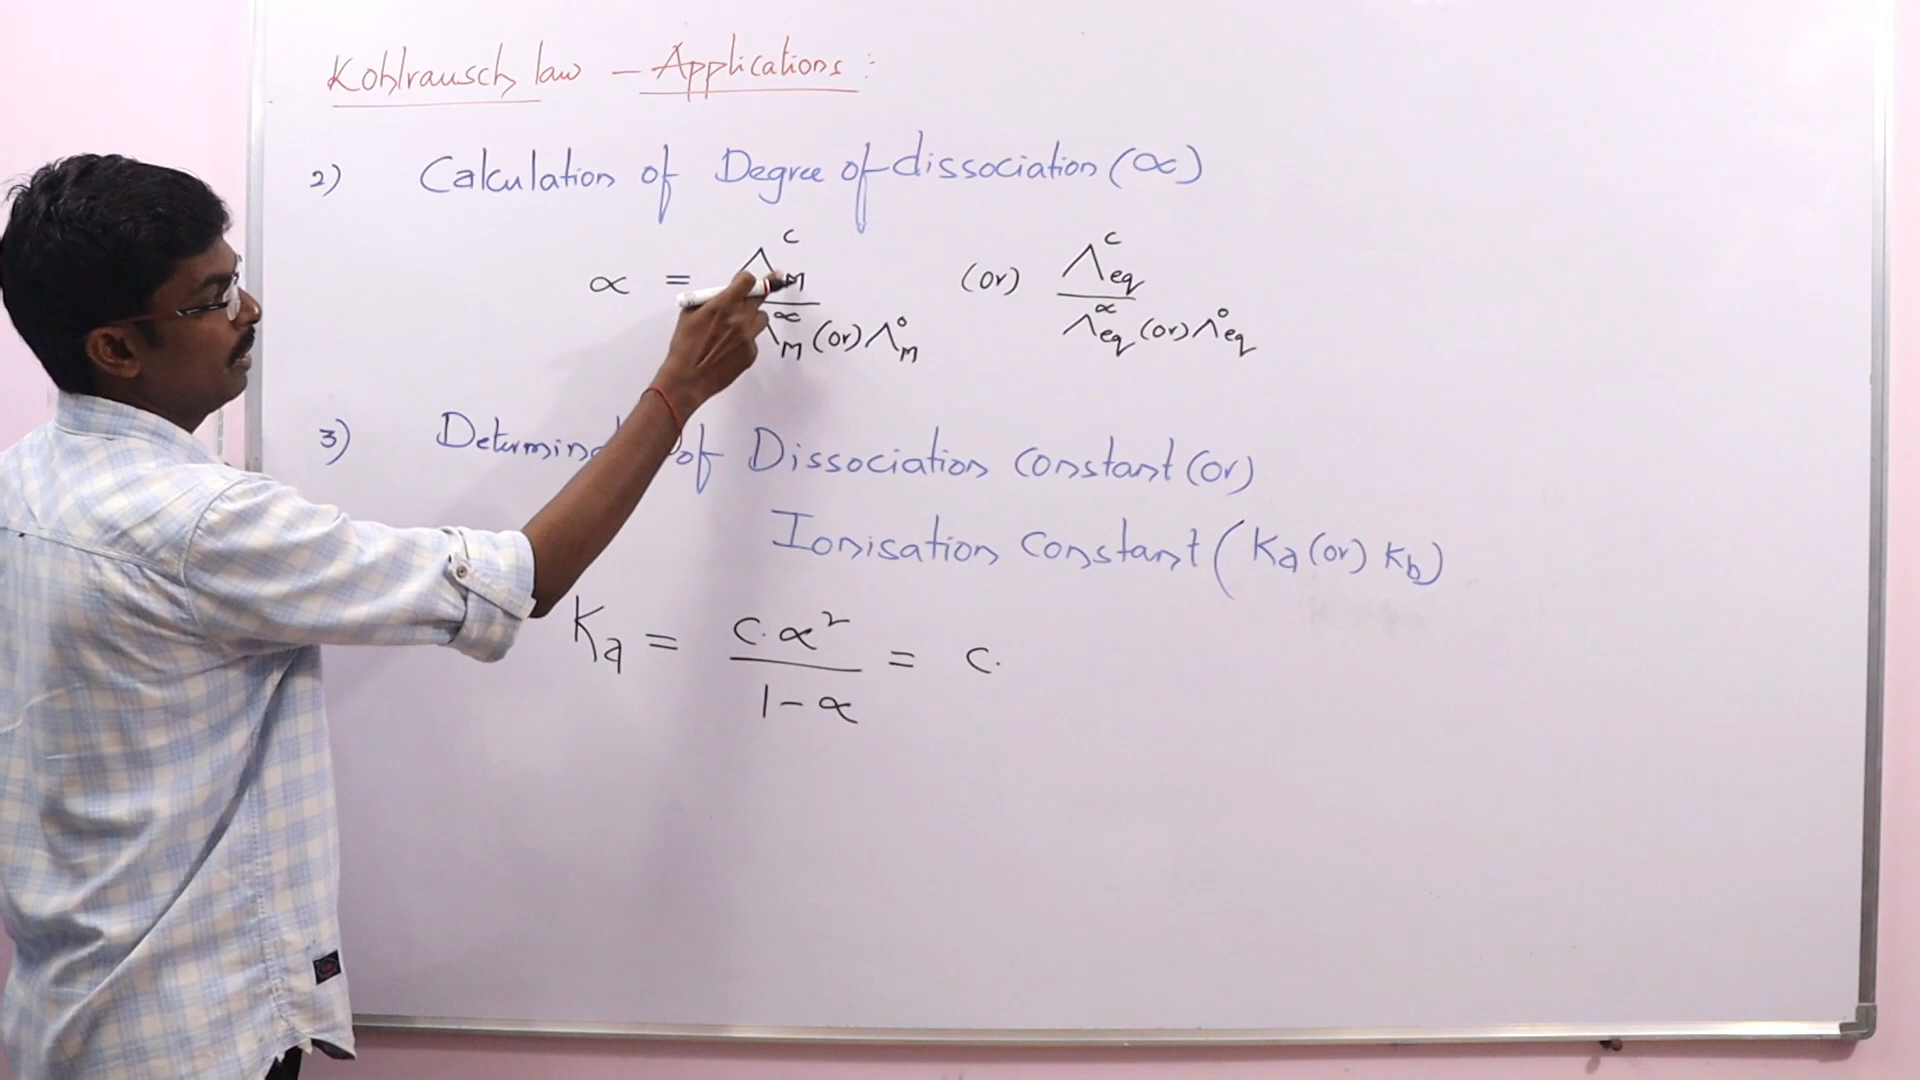 Kohlrausch law – Applications :
2) Calculation of Degree of dissociation (∝)
∝ = Λ^c_M / Λ^∝_M (or) Λ°_M (or) Λ^c_eq / Λ^∝_eq (or) Λ°_eq
3) of Dissociation constant (or)
Ionisation constant (Ka (or) Kb)
Ka = c.∝² / 1-∝ = c.